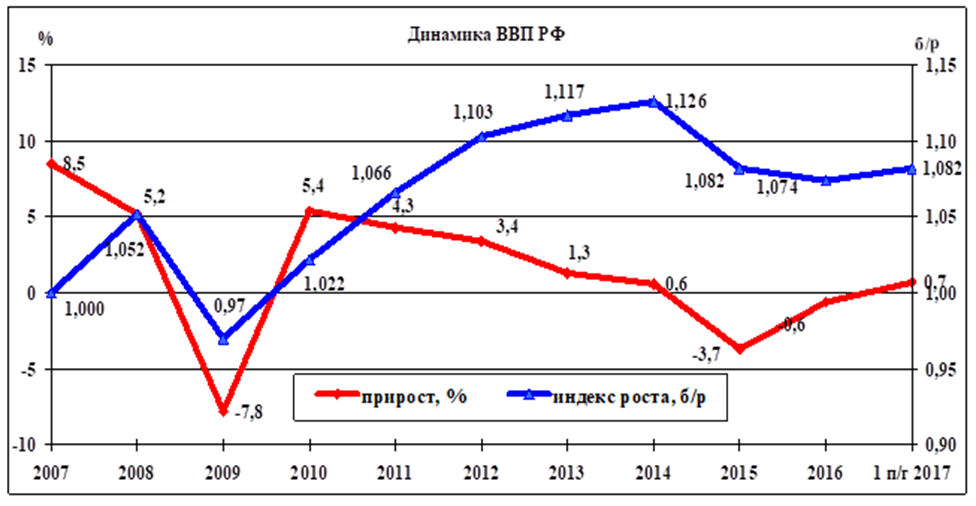 Динамика ВВП РФ
% б/р
15 1,15
1,126
1,117
1,103
10 1,10
8,5 1,066 1,082 1,074 1,082
5,2 5,4
5 4,3 1,05
1,052 3,4
0,97 1,022 1,3
0 1,000 0,6 -0,6 0,7 1,00
-3,7
-5 0,95
прирост, % индекс роста, б/р
-7,8
-10 0,90
2007 2008 2009 2010 2011 2012 2013 2014 2015 2016 1 п/г 2017